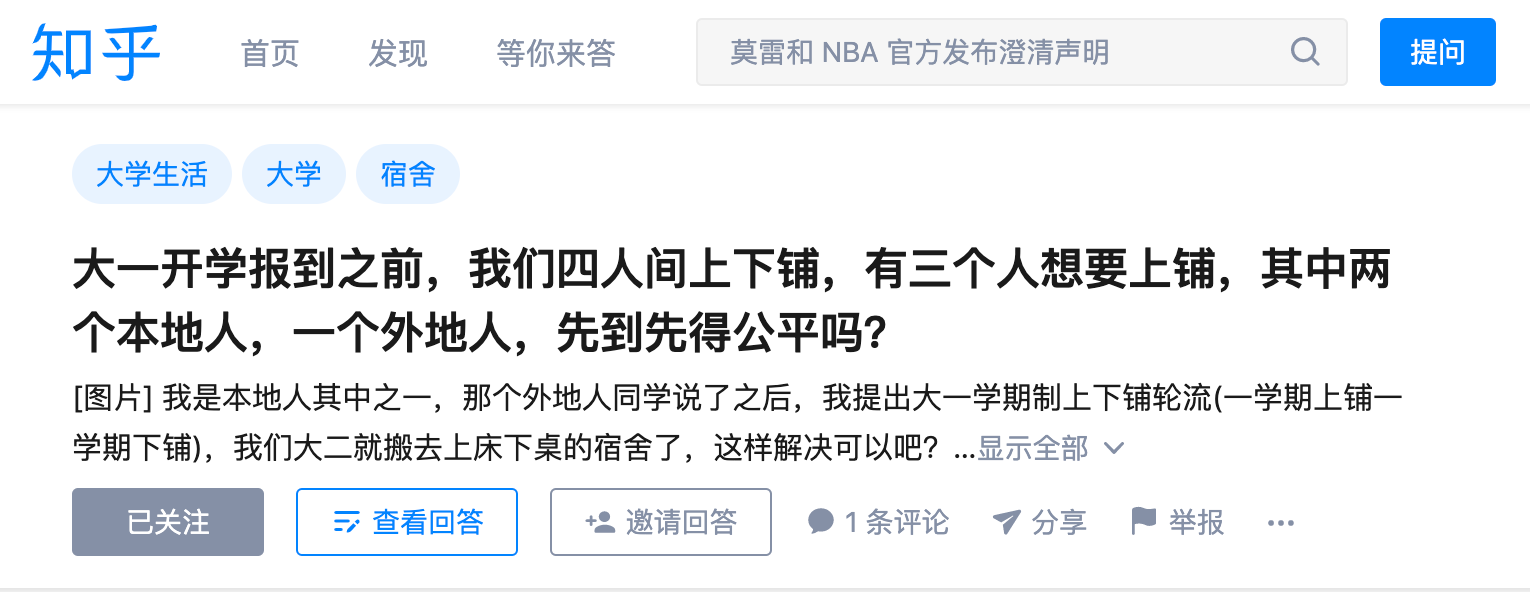 知乎 首页 发现 等你来答 莫雷和 NBA 官方发布澄清声明 提问
大学生活 大学 宿舍
大一开学报到之前，我们四人间上下铺，有三个人想要上铺，其中两
个本地人，一个外地人，先到先得公平吗？
[图片] 我是本地人其中之一，那个外地人同学说了之后，我提出大一学期制上下铺轮流(一学期上铺一
学期下铺)，我们大二就搬去上床下桌的宿舍了，这样解决可以吧？ ...显示全部
已关注 查看回答 邀请回答 1 条评论 分享 举报 ...